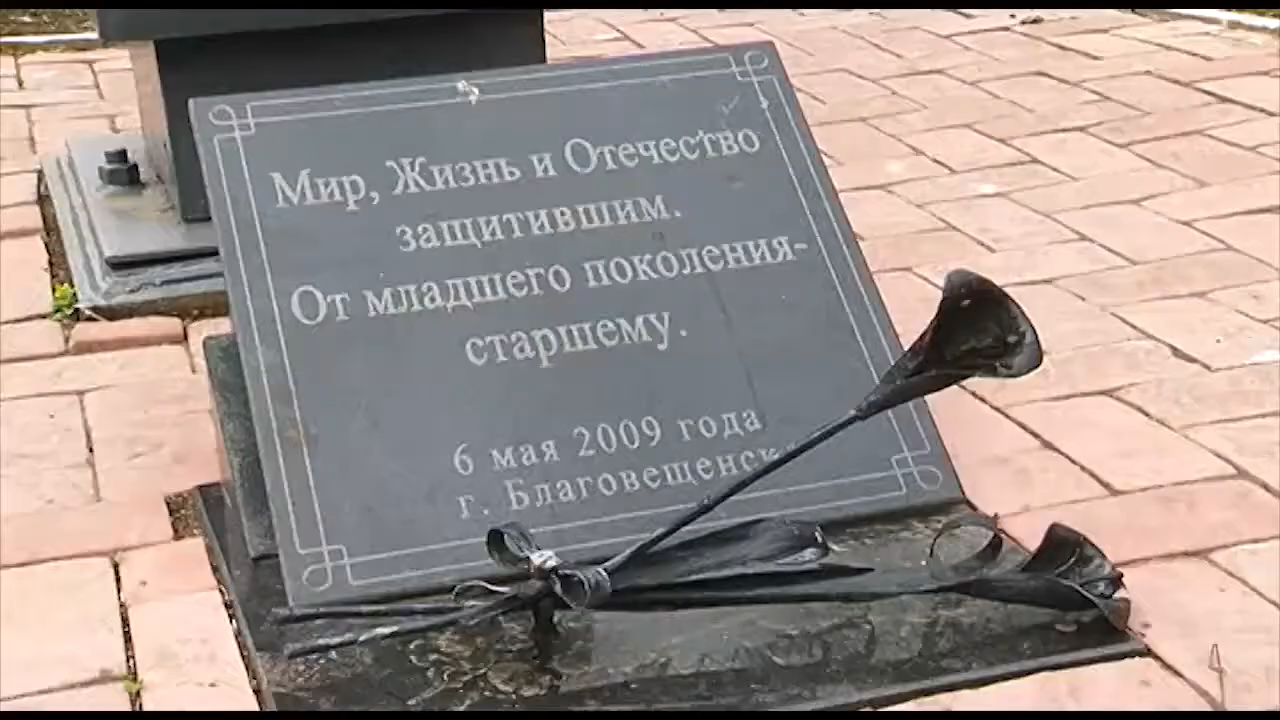 Мир, Жизнь и Отечество
защитившим.
От младшего поколения-
старшему.
6 мая 2009 года
г. Благовещенск